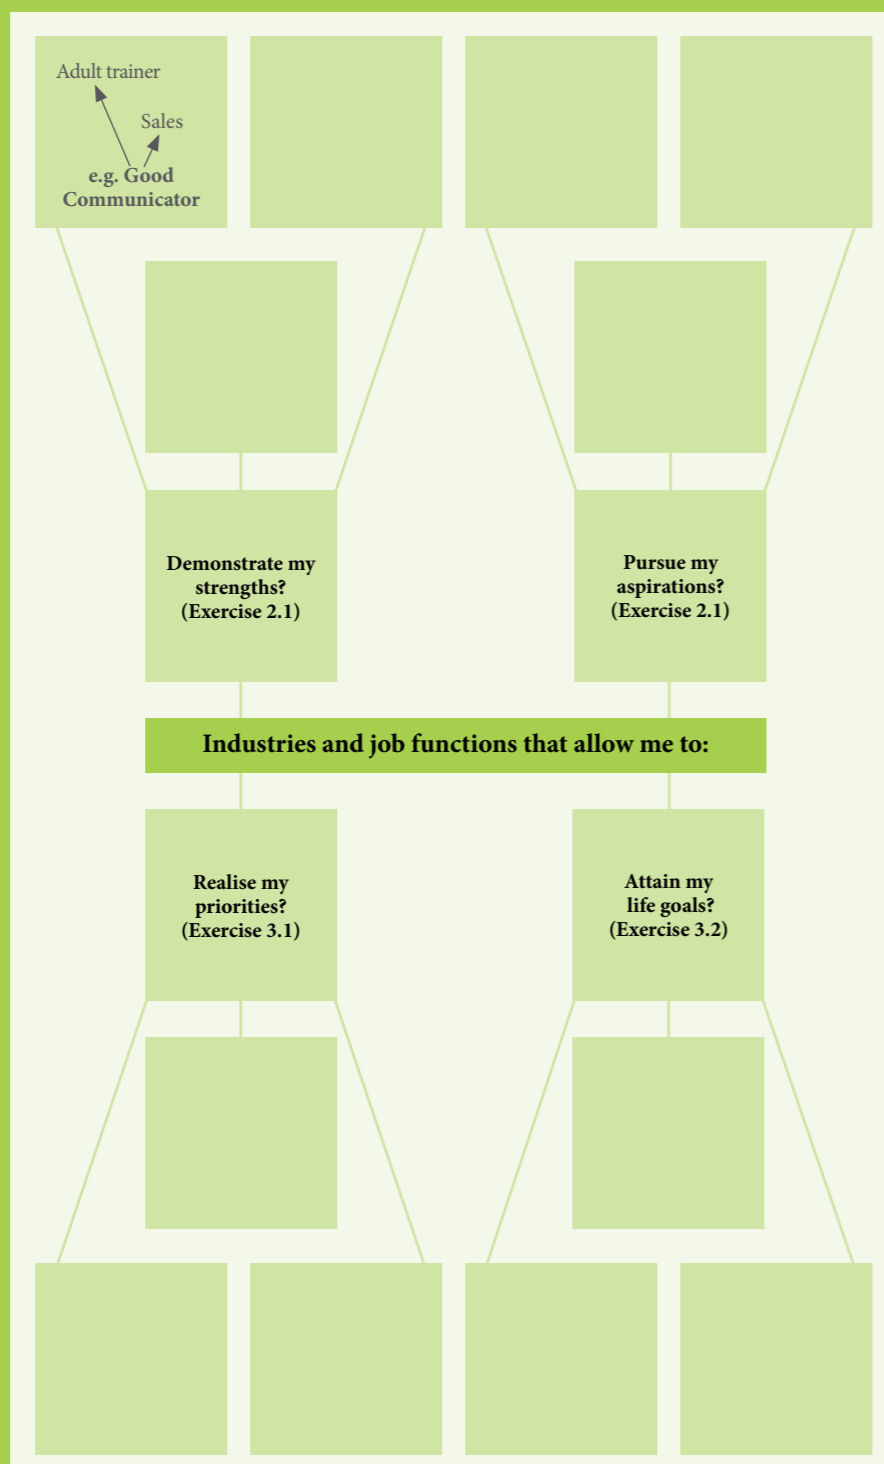 Adult trainer
Sales
e.g. Good
Communicator
Demonstrate my
strengths?
(Exercise 2.1)
Pursue my
aspirations?
(Exercise 2.1)
Industries and job functions that allow me to:
Realise my
priorities?
(Exercise 3.1)
Attain my
life goals?
(Exercise 3.2)